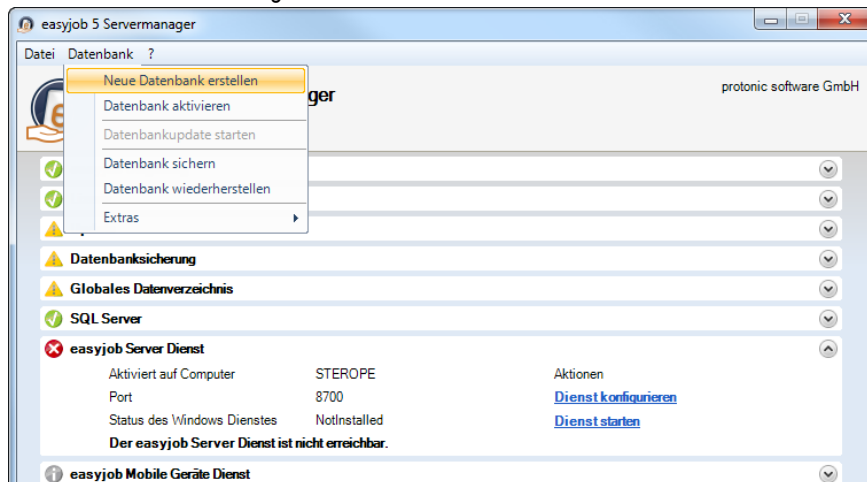 easyjob 5 Servermanager
Datei Datenbank ?
Neue Datenbank erstellen
ger
protonic software GmbH
Datenbank aktivieren
Datenbankupdate starten
Datenbank sichern
Datenbank wiederherstellen
Extras
Datenbanksicherung
Globales Datenverzeichnis
SQL Server
easyjob Server Dienst
Aktiviert auf Computer STEROPE Aktionen
Port 8700 Dienst konfigurieren
Status des Windows Dienstes NotInstalled Dienst starten
Der easyjob Server Dienst ist nicht erreichbar.
easyjob Mobile Geräte Dienst